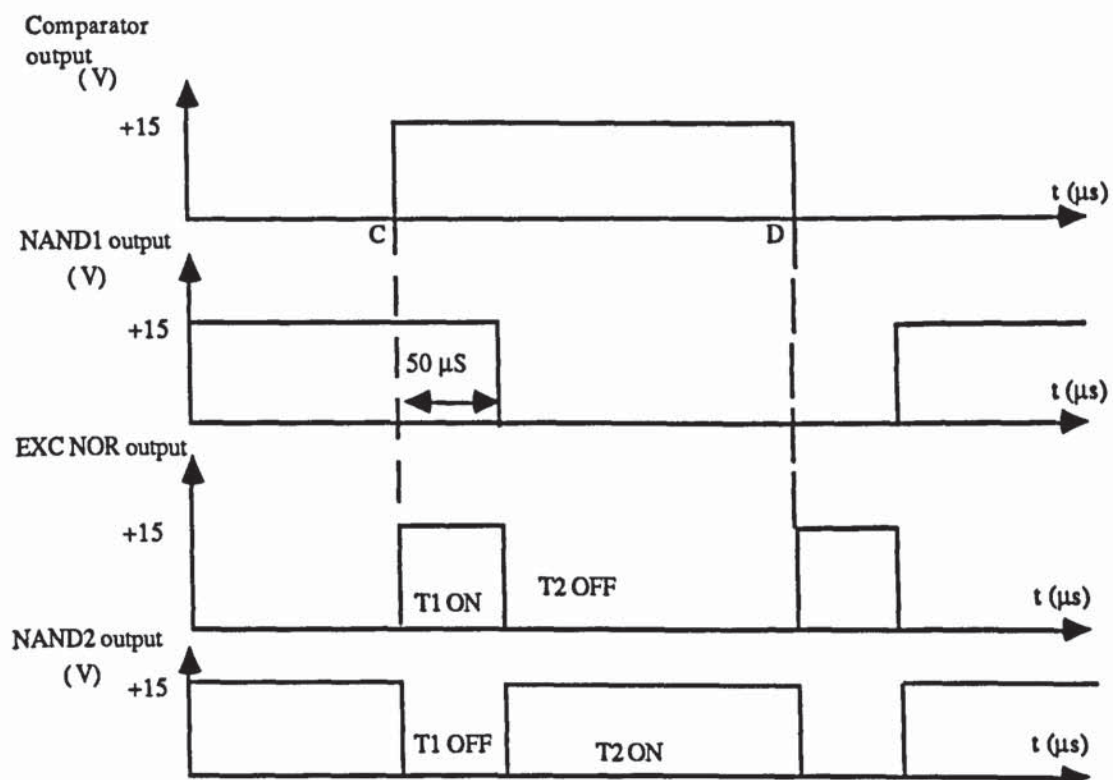 Comparator
output
( V)
+15
t (µs)
C
D
NAND1 output
( V)
+15
50 µS
t (µs)
EXC NOR output
+15
T1 ON
T2 OFF
t (µs)
NAND2 output
( V)
+15
T1 OFF
T2 ON
t (µs)